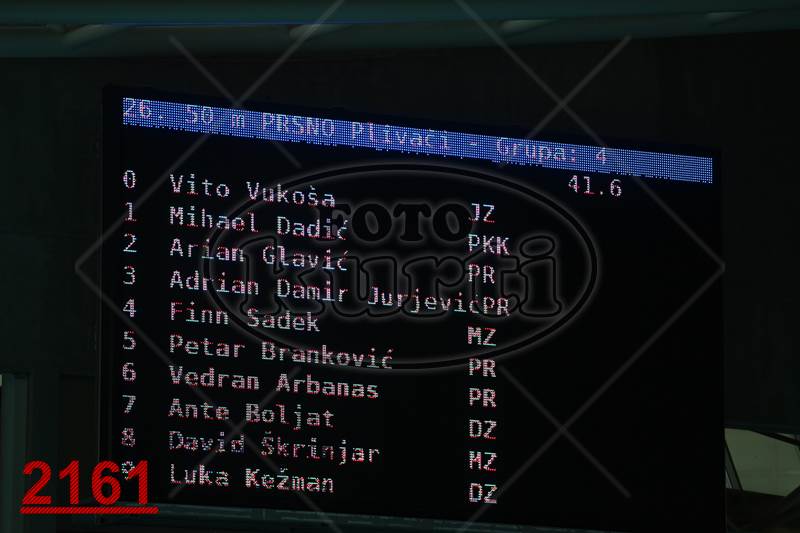 26. 50 m PRSNO Plivači - Grupa: 4
41.6
0 Vito Vukoša JZ
1 Mihael Dadić PKK
2 Arian Glavić PR
3 Adrian Damir JurjevićPR
4 Finn Sadek MZ
5 Petar Branković PR
6 Vedran Arbanas PR
7 Ante Boljat DZ
8 David Škrinjar MZ
9 Luka Kežman DZ
FOTO
kurti
2161